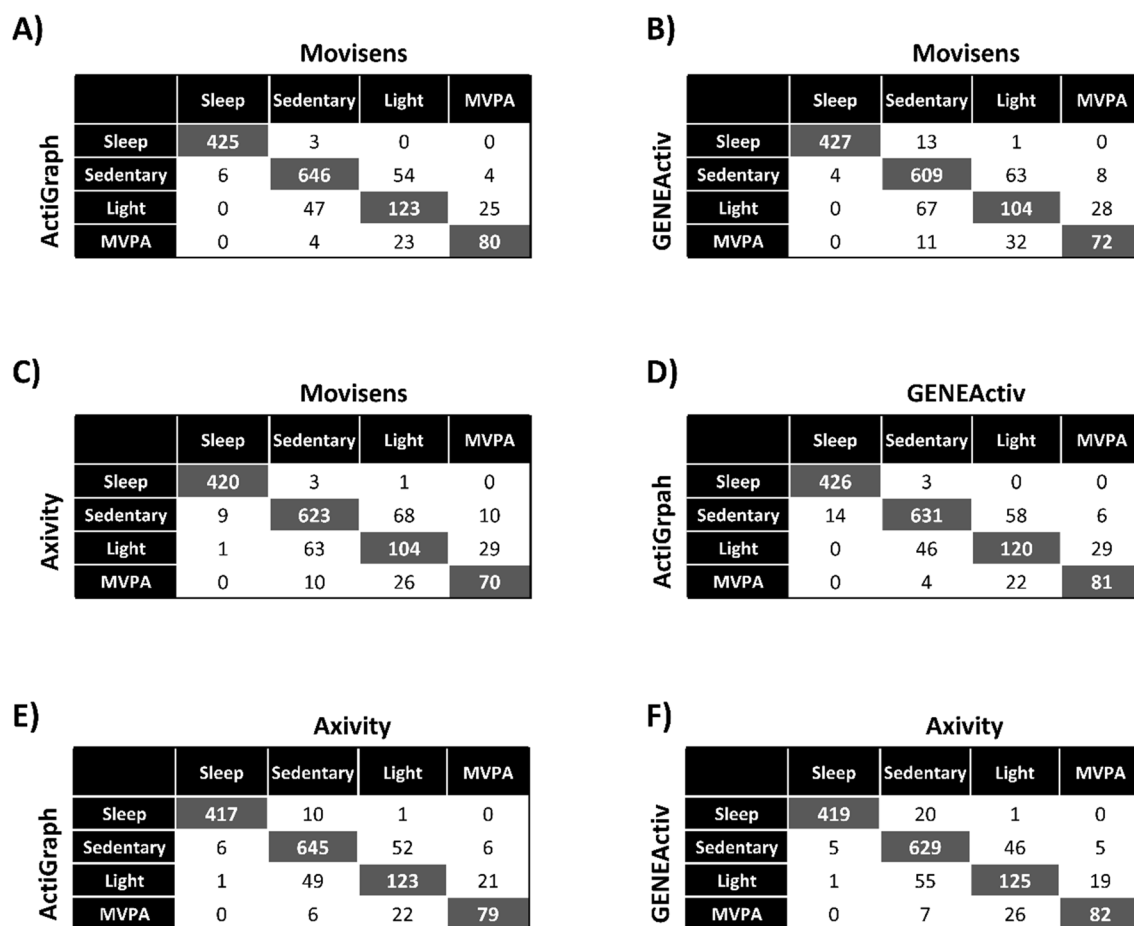 A)
Movisens
Sleep Sedentary Light MVPA
ActiGraph
Sleep 425 3 0 0
Sedentary 6 646 54 4
Light 0 47 123 25
MVPA 0 4 23 80
B)
Movisens
Sleep Sedentary Light MVPA
GENEActiv
Sleep 427 13 1 0
Sedentary 4 609 63 8
Light 0 67 104 28
MVPA 0 11 32 72
C)
Movisens
Sleep Sedentary Light MVPA
Axivity
Sleep 420 3 1 0
Sedentary 9 623 68 10
Light 1 63 104 29
MVPA 0 10 26 70
D)
GENEActiv
Sleep Sedentary Light MVPA
ActiGrpah
Sleep 426 3 0 0
Sedentary 14 631 58 6
Light 0 46 120 29
MVPA 0 4 22 81
E)
Axivity
Sleep Sedentary Light MVPA
ActiGraph
Sleep 417 10 1 0
Sedentary 6 645 52 6
Light 1 49 123 21
MVPA 0 6 22 79
F)
Axivity
Sleep Sedentary Light MVPA
GENEActiv
Sleep 419 20 1 0
Sedentary 5 629 46 5
Light 1 55 125 19
MVPA 0 7 26 82